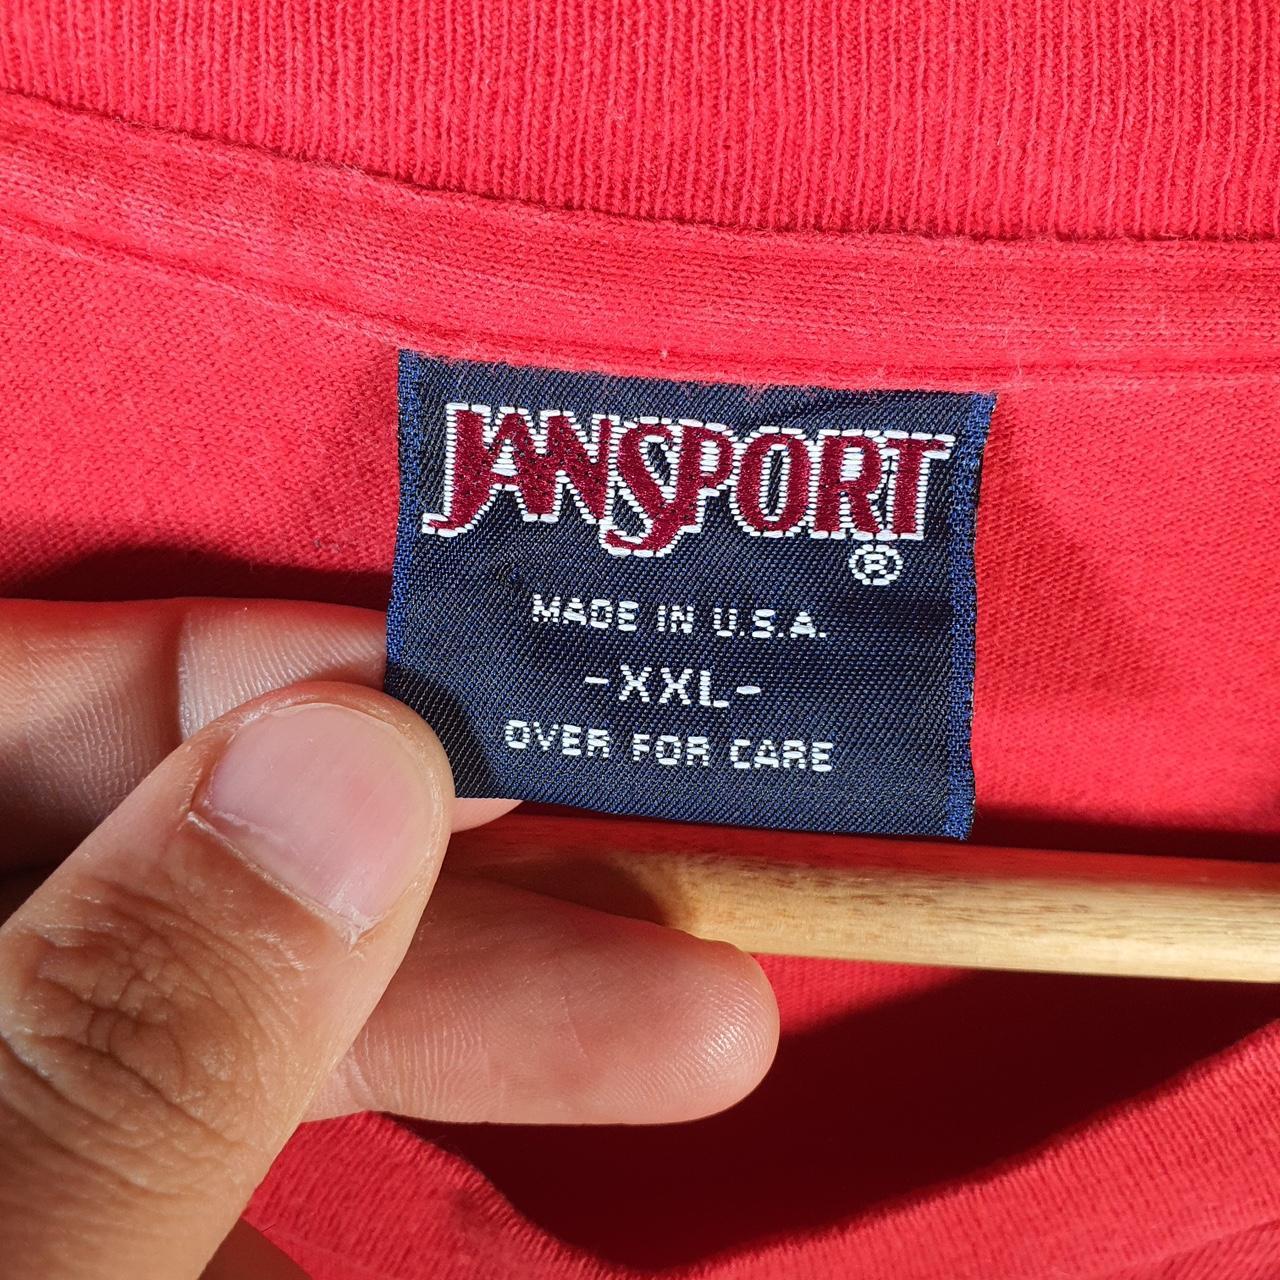 JANSPORT
®
MADE IN U.S.A.
-XXL-
OVER FOR CARE